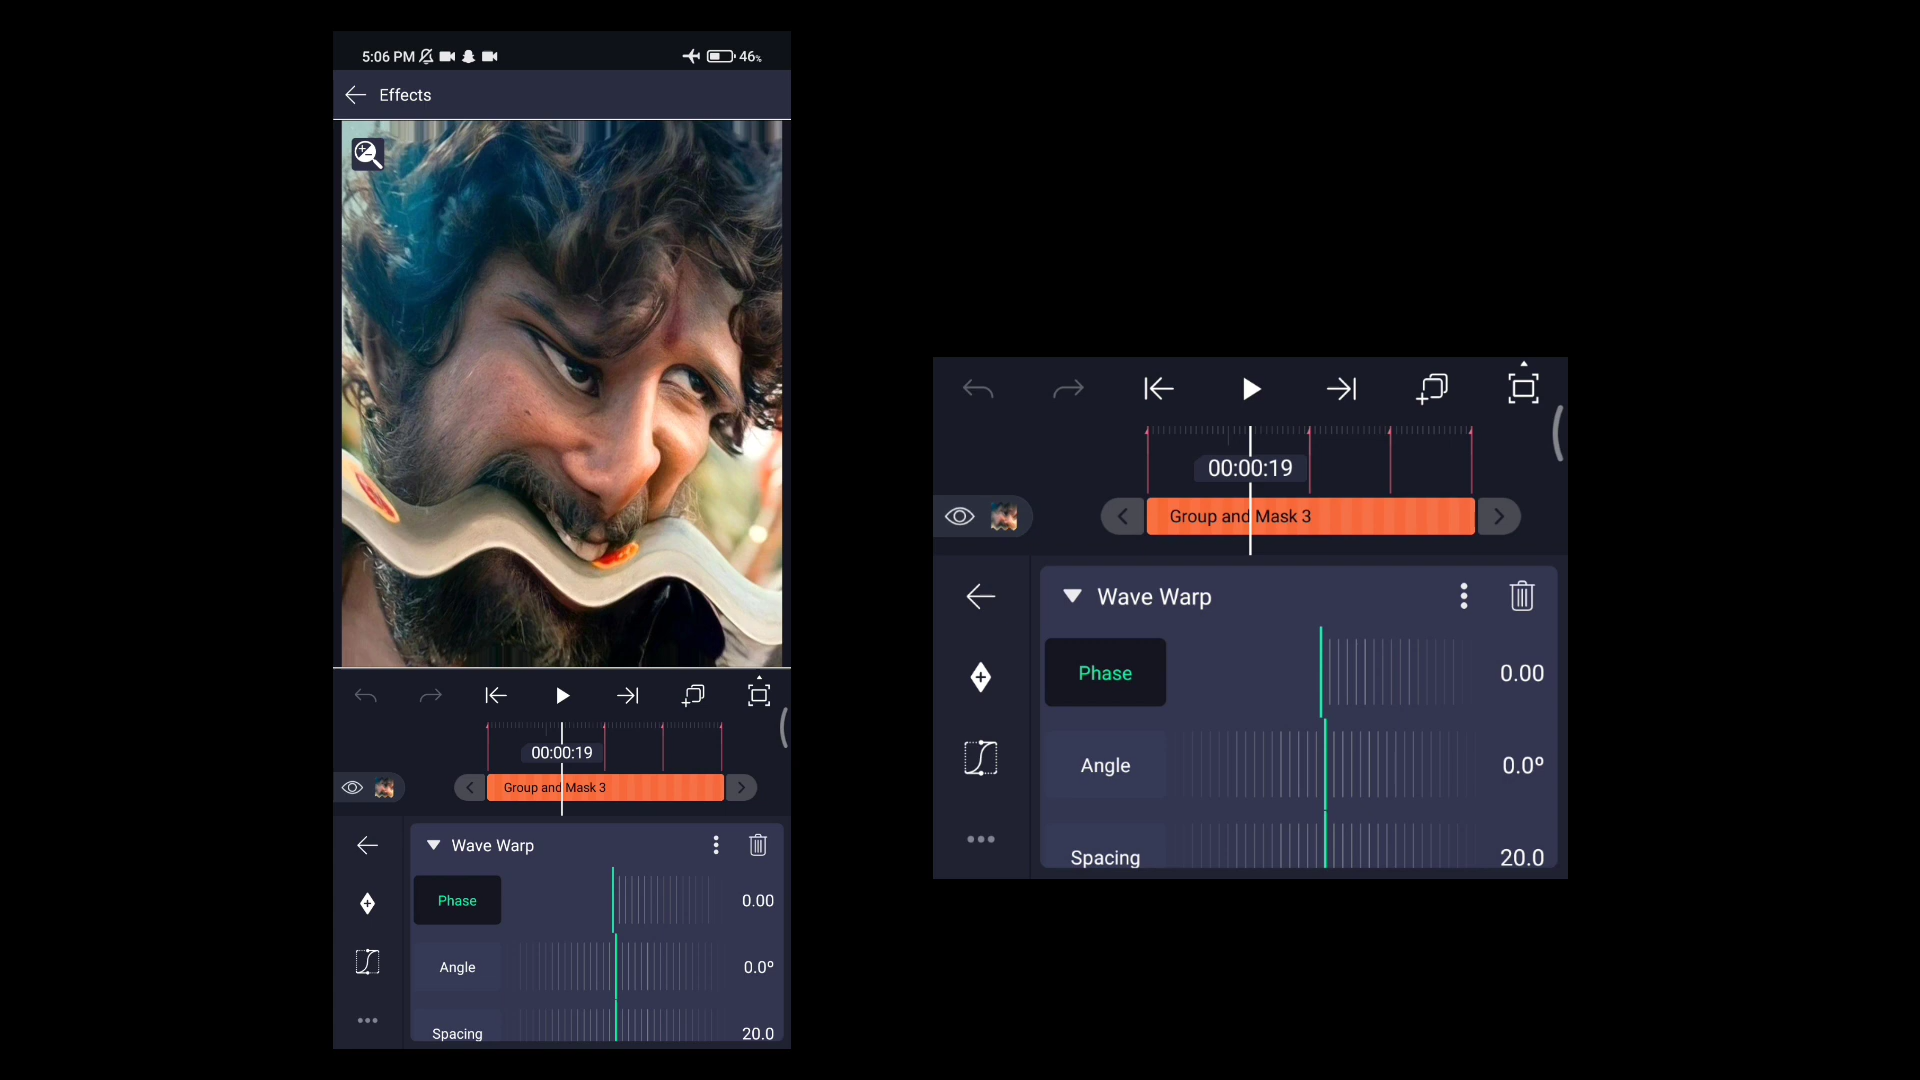 5:06 PM 46%
Effects
00:00:19
Group and Mask 3
Wave Warp
Phase 0.00
Angle 0.0º
Spacing 20.0
00:00:19
Group and Mask 3
Wave Warp
Phase 0.00
Angle 0.0º
Spacing 20.0